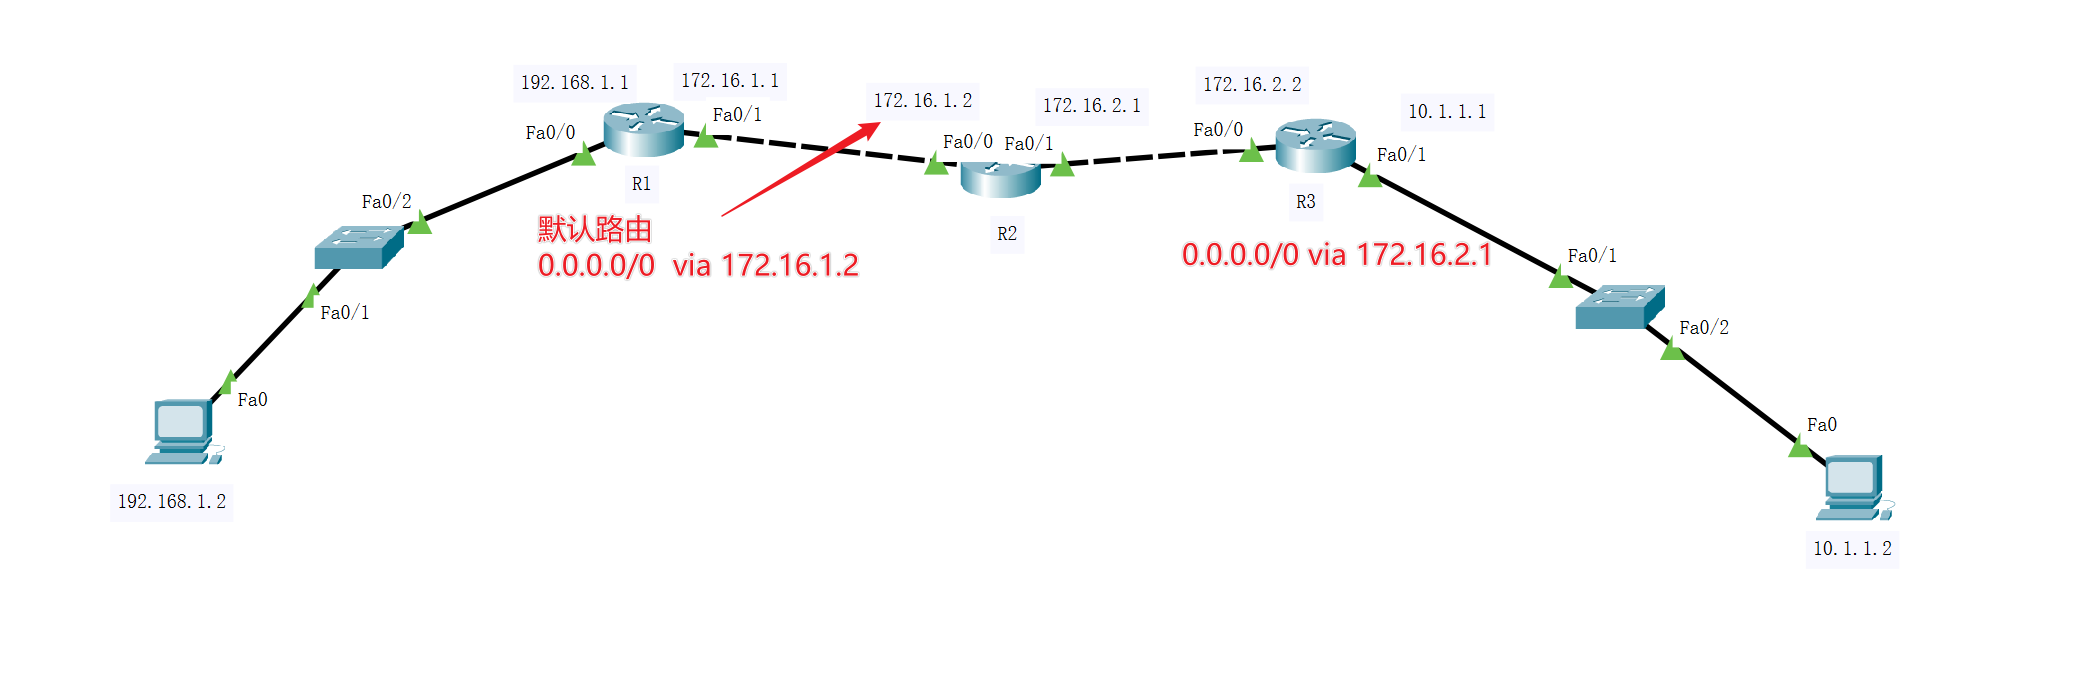 192.168.1.1
172.16.1.1
172.16.1.2
172.16.2.1
172.16.2.2
10.1.1.1
Fa0/0
Fa0/1
Fa0/0
Fa0/1
Fa0/0
Fa0/1
R1
R2
R3
Fa0/2
Fa0/1
默认路由
0.0.0.0/0 via 172.16.1.2
0.0.0.0/0 via 172.16.2.1
Fa0/1
Fa0/2
Fa0
192.168.1.2
Fa0
10.1.1.2